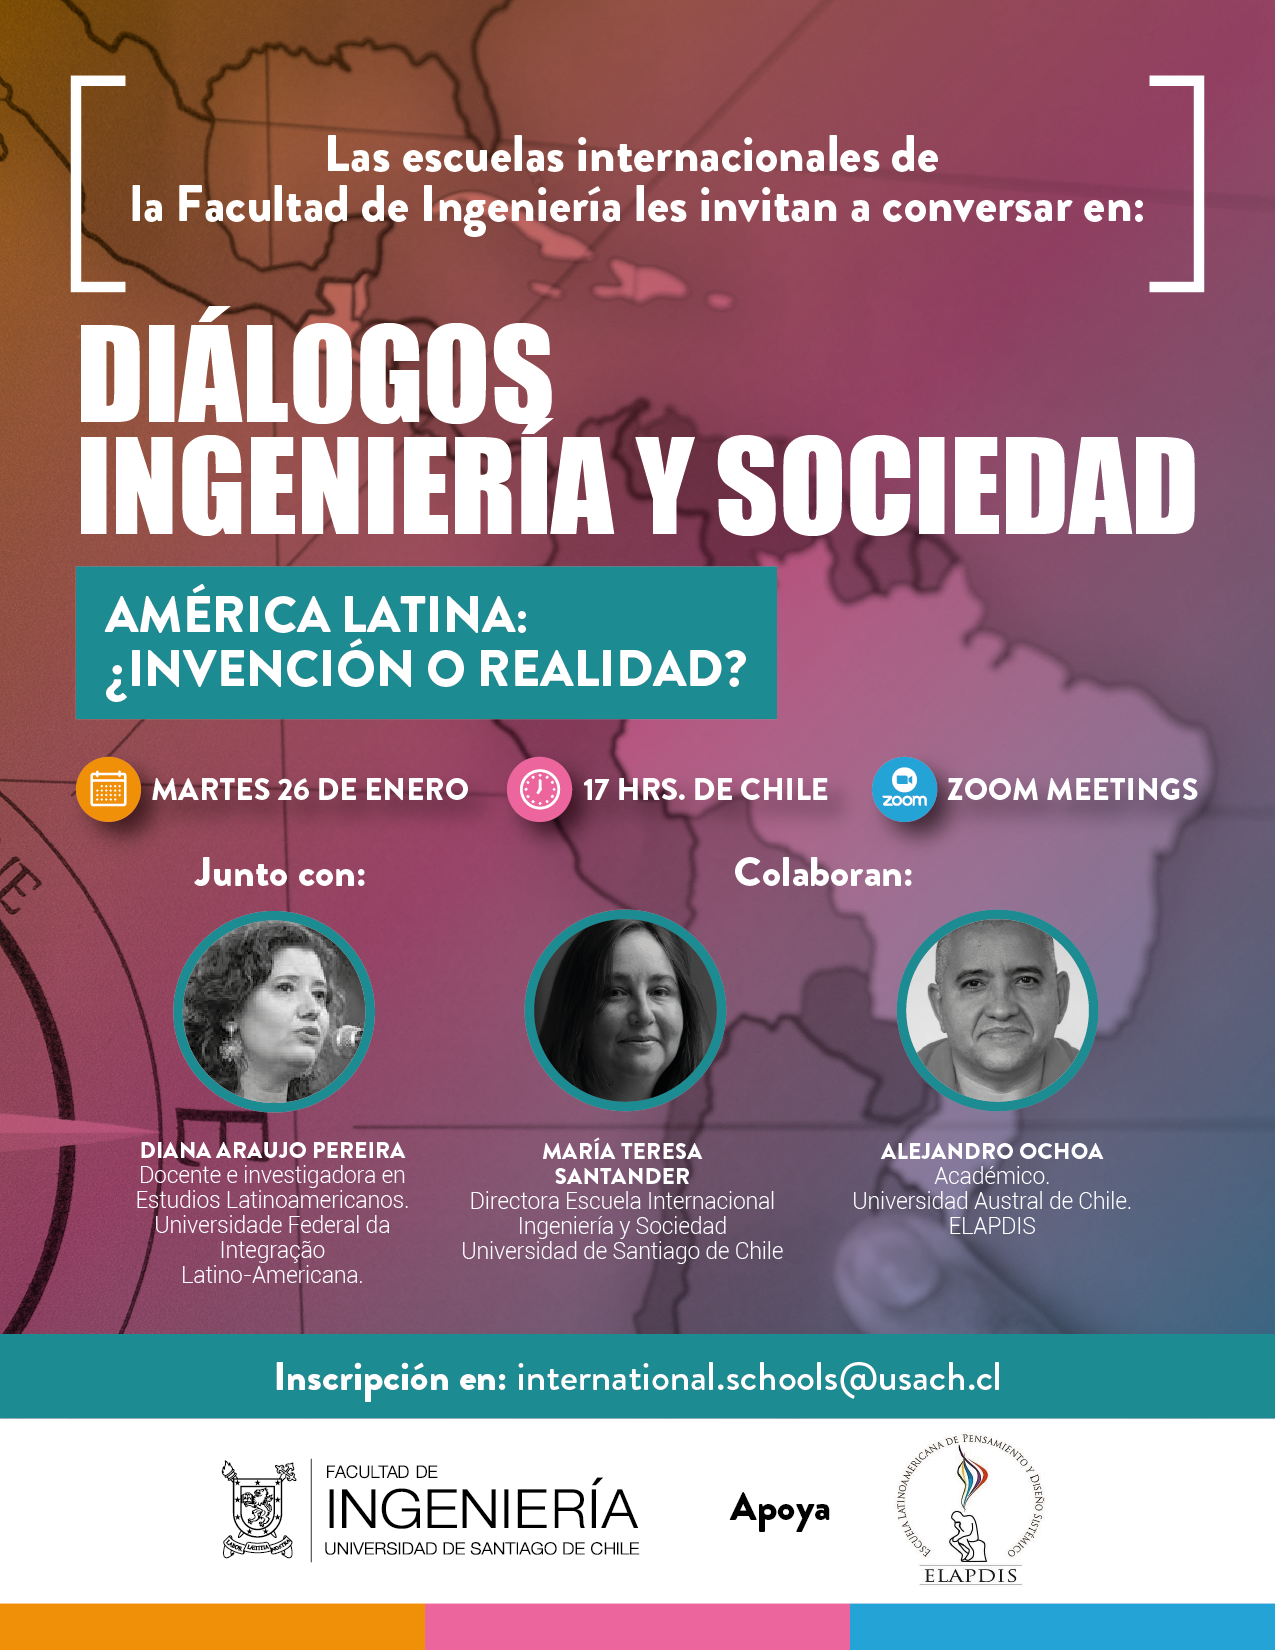 Las escuelas internacionales de
la Facultad de Ingeniería les invitan a conversar en:
DIÁLOGOS
INGENIERÍA Y SOCIEDAD
AMÉRICA LATINA:
¿INVENCIÓN O REALIDAD?
MARTES 26 DE ENERO
17 HRS. DE CHILE
zoom
ZOOM MEETINGS
Junto con:
Colaboran:
DIANA ARAUJO PEREIRA
Docente e investigadora en
Estudios Latinoamericanos.
Universidade Federal da
Integração
Latino-Americana.
MARÍA TERESA
SANTANDER
Directora Escuela Internacional
Ingeniería y Sociedad
Universidad de Santiago de Chile
ALEJANDRO OCHOA
Académico.
Universidad Austral de Chile.
ELAPDIS
NE
E
Inscripción en: international.schools@usach.cl
LABOR LÆTITIA NOSTRA
FACULTAD DE
INGENIERÍA
UNIVERSIDAD DE SANTIAGO DE CHILE
Apoya
ESCUELA LATINOAMERICANA DE PENSAMIENTO Y DISEÑO SISTÉMICO
ELAPDIS